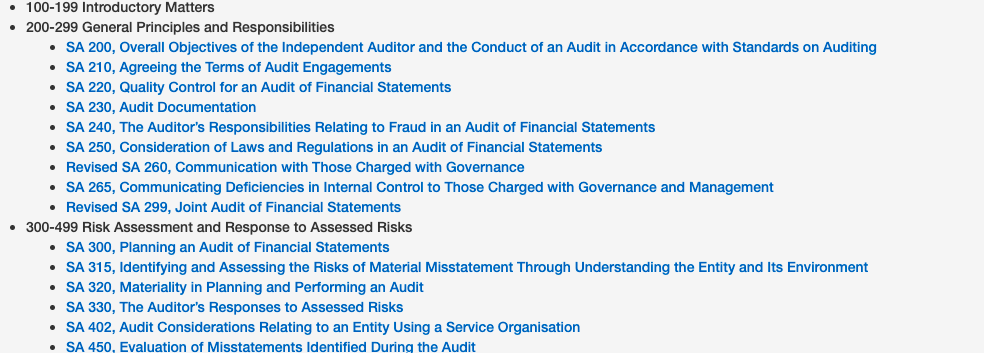 100-199 Introductory Matters
200-299 General Principles and Responsibilities
SA 200, Overall Objectives of the Independent Auditor and the Conduct of an Audit in Accordance with Standards on Auditing
SA 210, Agreeing the Terms of Audit Engagements
SA 220, Quality Control for an Audit of Financial Statements
SA 230, Audit Documentation
SA 240, The Auditor's Responsibilities Relating to Fraud in an Audit of Financial Statements
SA 250, Consideration of Laws and Regulations in an Audit of Financial Statements
Revised SA 260, Communication with Those Charged with Governance
SA 265, Communicating Deficiencies in Internal Control to Those Charged with Governance and Management
Revised SA 299, Joint Audit of Financial Statements
300-499 Risk Assessment and Response to Assessed Risks
SA 300, Planning an Audit of Financial Statements
SA 315, Identifying and Assessing the Risks of Material Misstatement Through Understanding the Entity and Its Environment
SA 320, Materiality in Planning and Performing an Audit
SA 330, The Auditor's Responses to Assessed Risks
SA 402, Audit Considerations Relating to an Entity Using a Service Organisation
SA 450, Evaluation of Misstatements Identified During the Audit